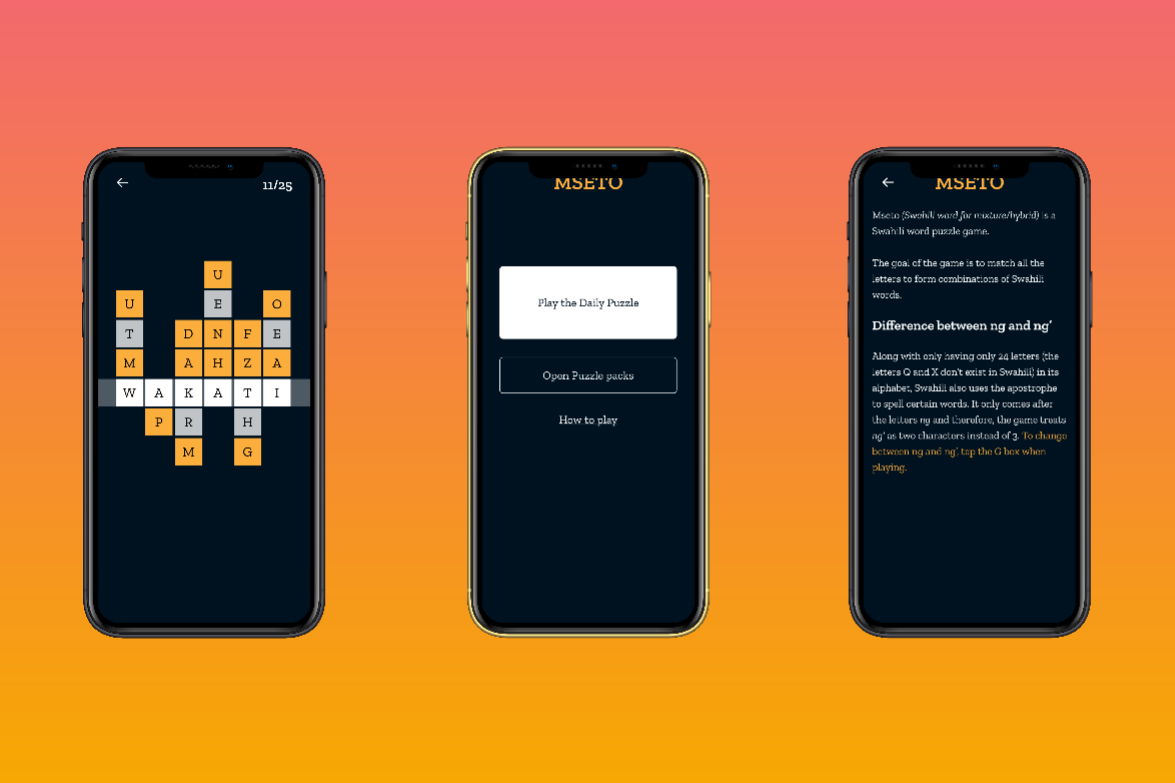 11/25
U
E
U O
T D N F E
M A H Z A
W A K A T I
P R H
M G
MSETO
Play the Daily Puzzle
Open Puzzle packs
How to play
MSETO
Mseto (Swahili word for mixture/hybrid) is a
Swahili word puzzle game.
The goal of the game is to match all the
letters to form combinations of Swahili
words.
Difference between ng and ng'
Along with only having only 24 letters (the
letters Q and X don't exist in Swahili) in its
alphabet, Swahili also uses the apostrophe
to spell certain words. It only comes after
the letters ng and therefore, the game treats
ng' as two characters instead of 3. To change
between ng and ng', tap the G box when
playing.